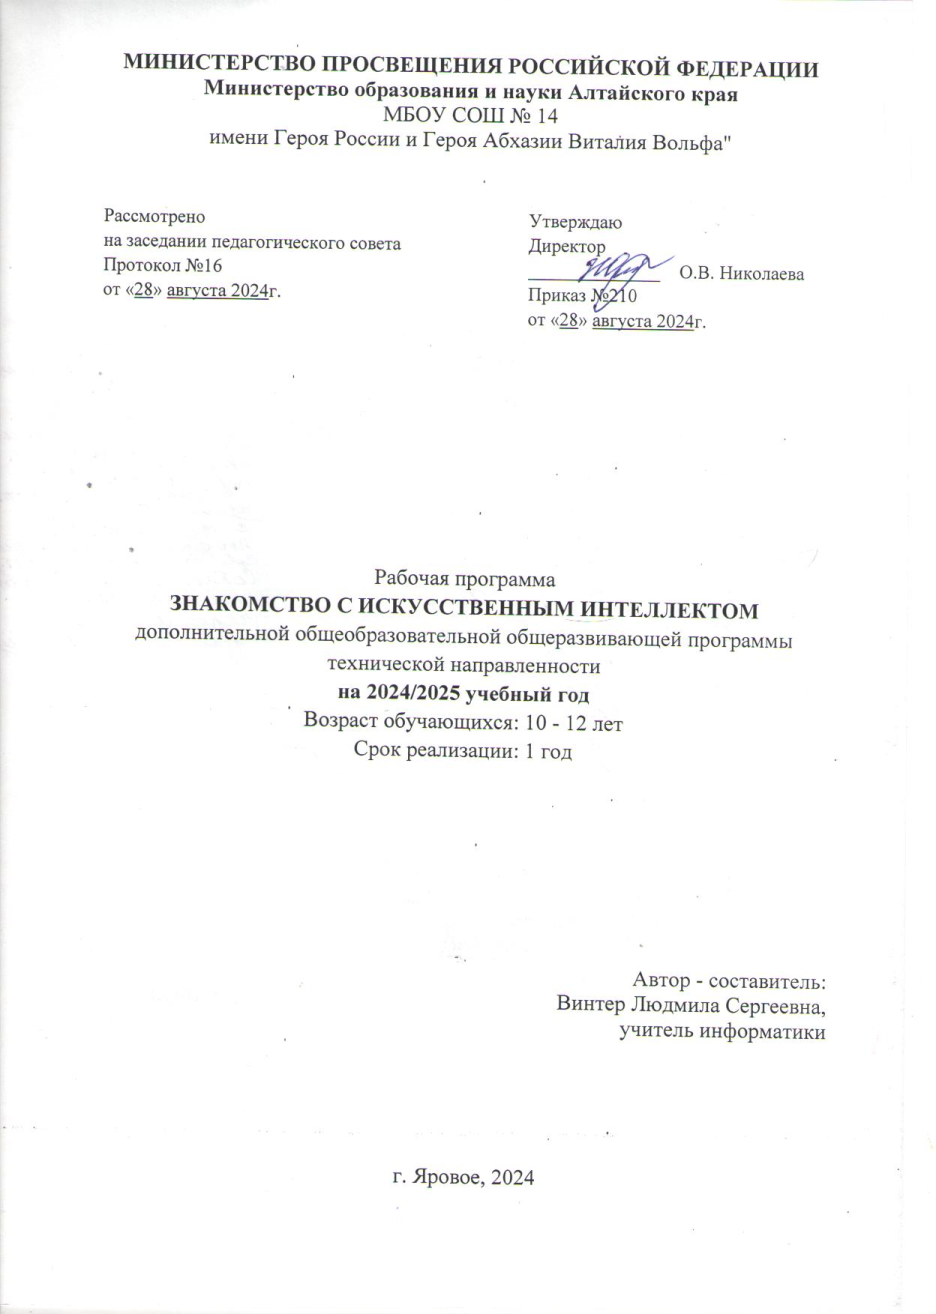 МИНИСТЕРСТВО ПРОСВЕЩЕНИЯ РОССИЙСКОЙ ФЕДЕРАЦИИ
Министерство образования и науки Алтайского края
МБОУ СОШ № 14
имени Героя России и Героя Абхазии Виталия Вольфа"
Рассмотрено
на заседании педагогического совета
Протокол №16
от «28» августа 2024г.
Утверждаю
Директор
О.В. Николаева
Приказ №210
от «28» августа 2024г.
Рабочая программа
ЗНАКОМСТВО С ИСКУССТВЕННЫМ ИНТЕЛЛЕКТОМ
дополнительной общеобразовательной общеразвивающей программы
технической направленности
на 2024/2025 учебный год
Возраст обучающихся: 10 - 12 лет
Срок реализации: 1 год
Автор - составитель:
Винтер Людмила Сергеевна,
учитель информатики
г. Яровое, 2024